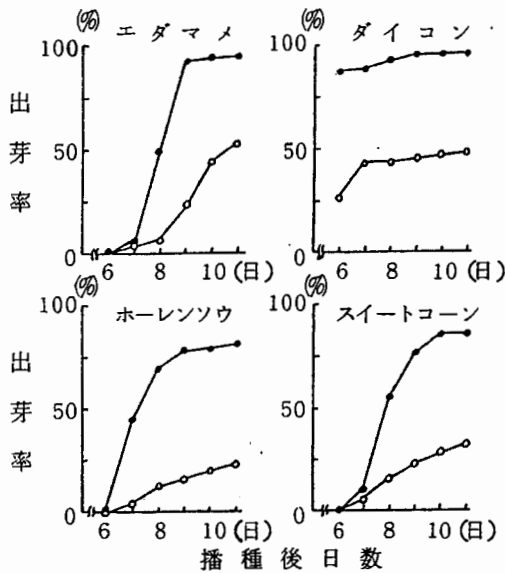 (%) エダマメ
100
50
0
6 8 10(日)
出芽率
(%) ダイコン
100
50
0
6 8 10(日)
(%) ホーレンソウ
100
50
0
6 8 10(日)
出芽率
(%) スイートコーン
100
50
0
6 8 10(日)
播種後日数